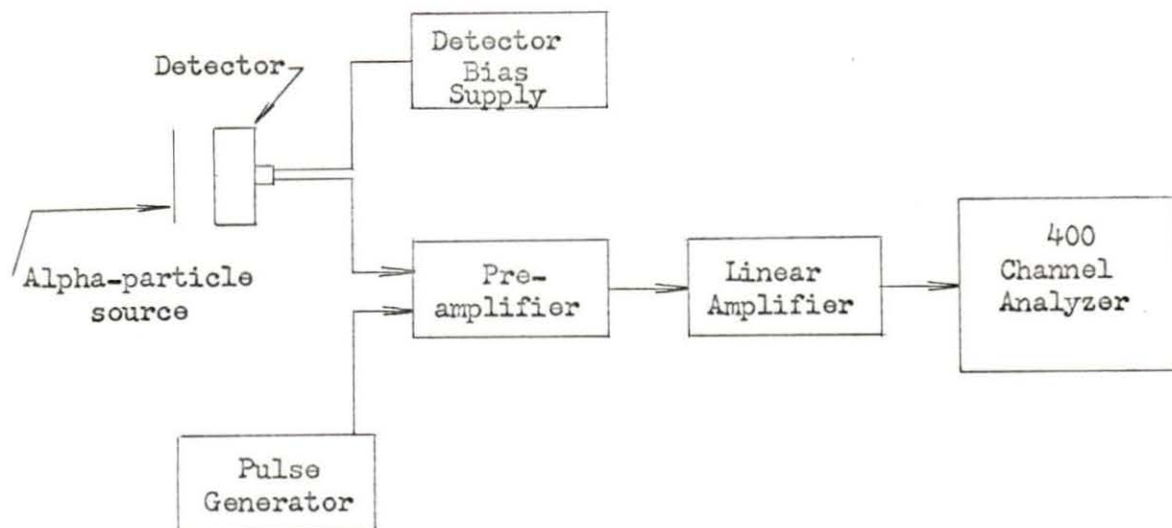 Detector
Bias
Supply
Detector
Alpha-particle
source
Pre-
amplifier
Linear
Amplifier
400
Channel
Analyzer
Pulse
Generator